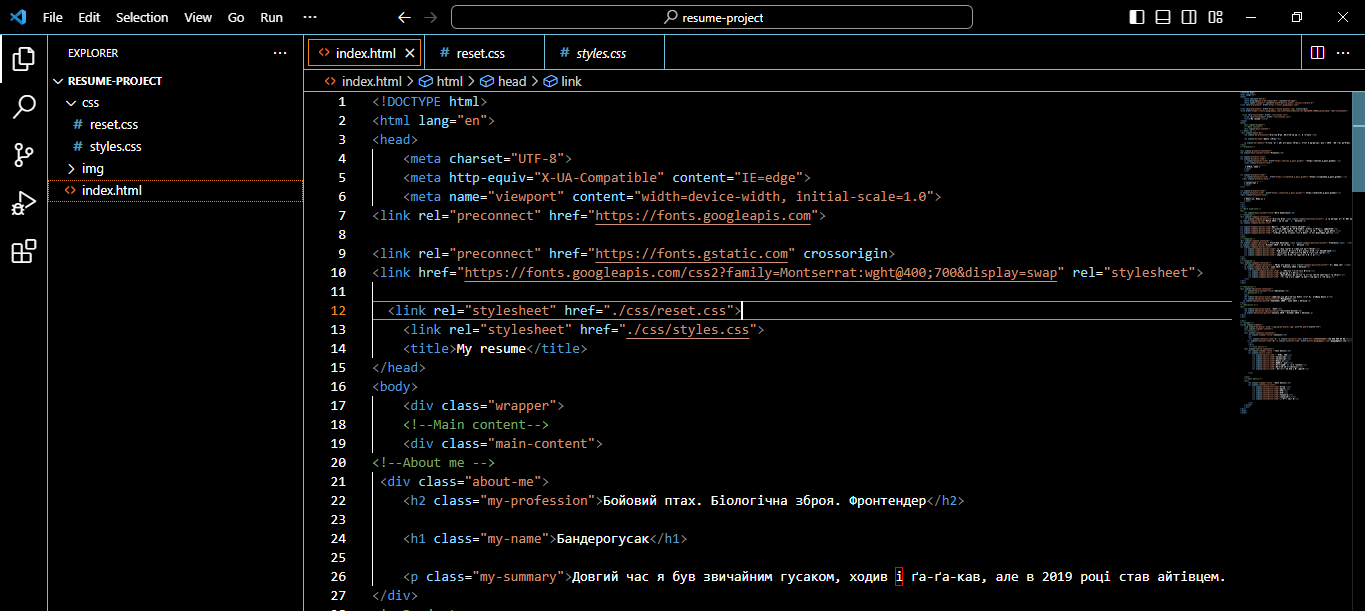 File Edit Selection View Go Run ···
resume-project
EXPLORER
RESUME-PROJECT
css
# reset.css
# styles.css
img
index.html
index.html
# reset.css
# styles.css
index.html > html > head > link
1 <!DOCTYPE html>
2 <html lang="en">
3 <head>
4 <meta charset="UTF-8">
5 <meta http-equiv="X-UA-Compatible" content="IE=edge">
6 <meta name="viewport" content="width=device-width, initial-scale=1.0">
7 <link rel="preconnect" href="https://fonts.googleapis.com">
8
9 <link rel="preconnect" href="https://fonts.gstatic.com" crossorigin>
10 <link href="https://fonts.googleapis.com/css2?family=Montserrat:wght@400;700&display=swap" rel="stylesheet">
11
12 <link rel="stylesheet" href="./css/reset.css">
13 <link rel="stylesheet" href="./css/styles.css">
14 <title>My resume</title>
15 </head>
16 <body>
17 <div class="wrapper">
18 <!--Main content-->
19 <div class="main-content">
20 <!--About me -->
21 <div class="about-me">
22 <h2 class="my-profession">Бойовий птах. Біологічна зброя. Фронтендер</h2>
23
24 <h1 class="my-name">Бандерогусак</h1>
25
26 <p class="my-summary">Довгий час я був звичайним гусаком, ходив і ґа-ґа-кав, але в 2019 році став айтівцем.
27 </div>